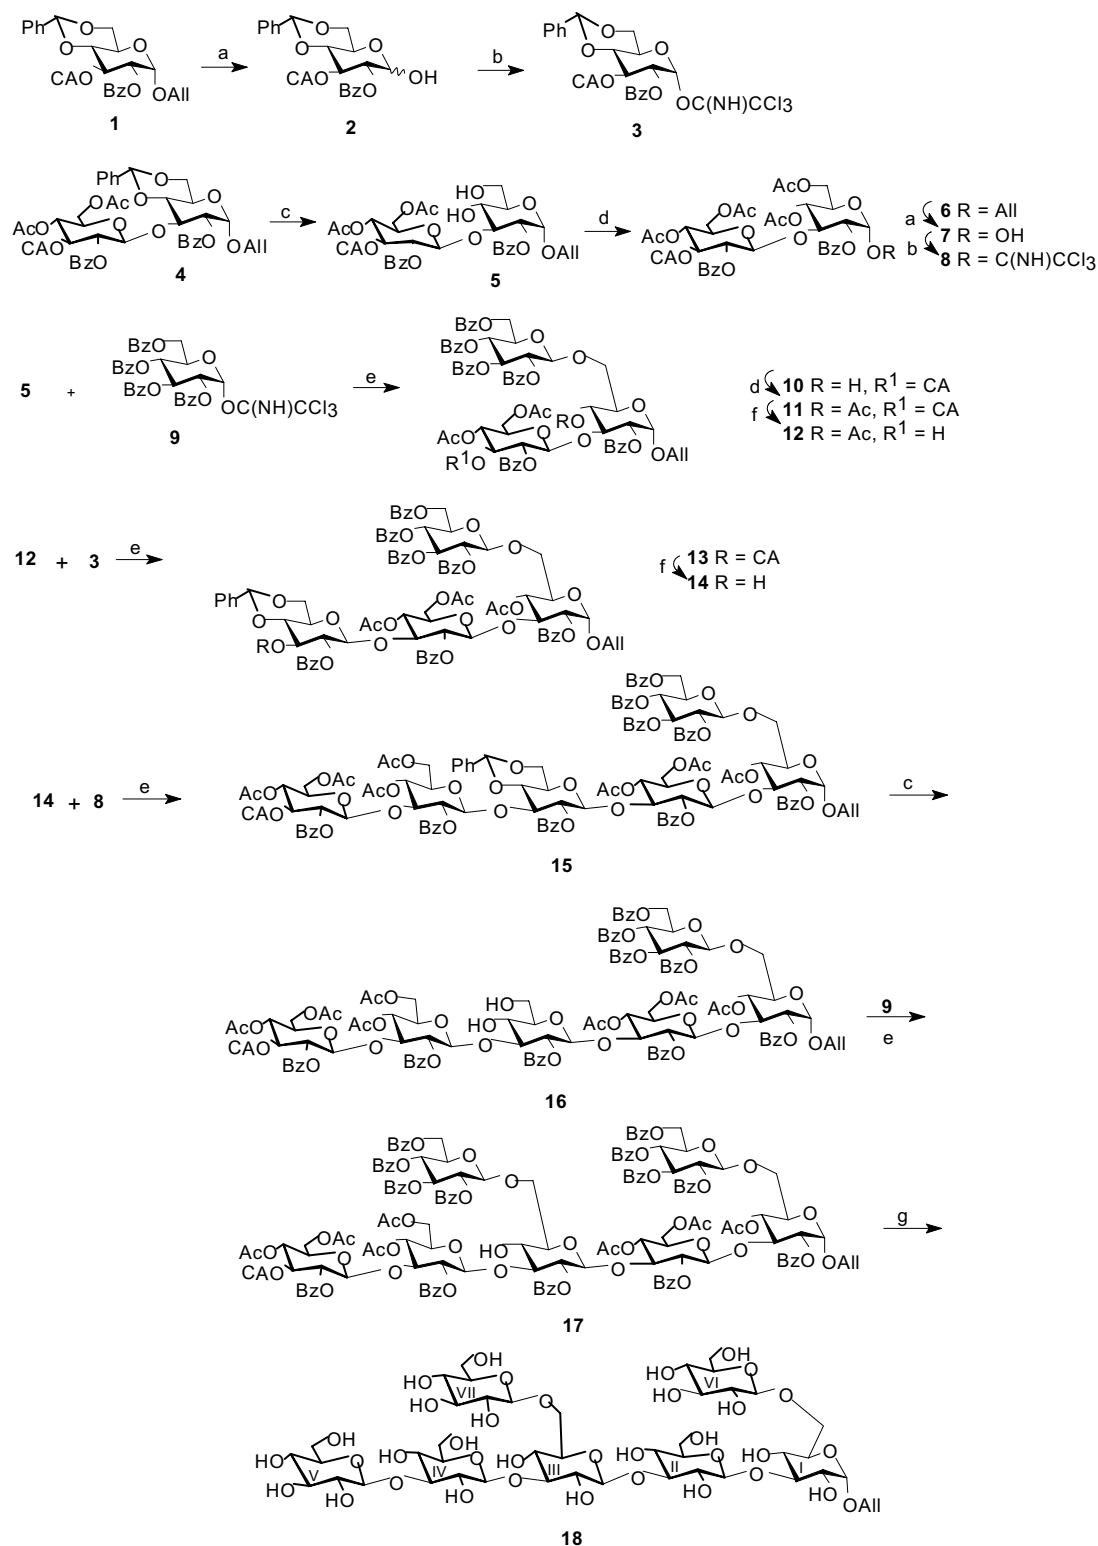 Ph O O O O CAO BzO OAll
1
a
Ph O O O O CAO BzO OH
2
b
Ph O O O O CAO BzO OC(NH)CCl3
3
Ph O O O OAc AcO CAO BzO O O BzO OAll
4
c
HO HO O OAc AcO CAO BzO O O BzO OAll
5
d
AcO AcO O OAc AcO CAO BzO O O BzO OR
6 R = All
a 7 R = OH
b 8 R = C(NH)CCl3
5 +
BzO BzO BzO BzO O OC(NH)CCl3
9
e
BzO BzO BzO BzO O O
OAc AcO R1O BzO O O RO O BzO OAll
d 10 R = H, R1 = CA
f 11 R = Ac, R1 = CA
12 R = Ac, R1 = H
12 + 3 e
BzO BzO BzO BzO O O
Ph O O O RO BzO O OAc AcO O BzO O AcO O BzO OAll
f 13 R = CA
14 R = H
14 + 8 e
BzO BzO BzO BzO O O
OAc AcO CAO BzO O O AcO AcO O BzO O Ph O O O BzO O OAc AcO O BzO O AcO O BzO OAll
15
c
BzO BzO BzO BzO O O
OAc AcO CAO BzO O O AcO AcO O BzO O HO HO O BzO O OAc AcO O BzO O AcO O BzO OAll
16
9
e
BzO BzO BzO BzO O O
BzO BzO BzO BzO O O
OAc AcO CAO BzO O O AcO AcO O BzO O HO O BzO O OAc AcO O BzO O AcO O BzO OAll
17
g
OH HO HO HO O VII O
OH HO HO HO O VI O
OH HO HO HO O V O OH HO HO O IV O HO HO O III O OH HO HO O II O HO HO O I OAll
18